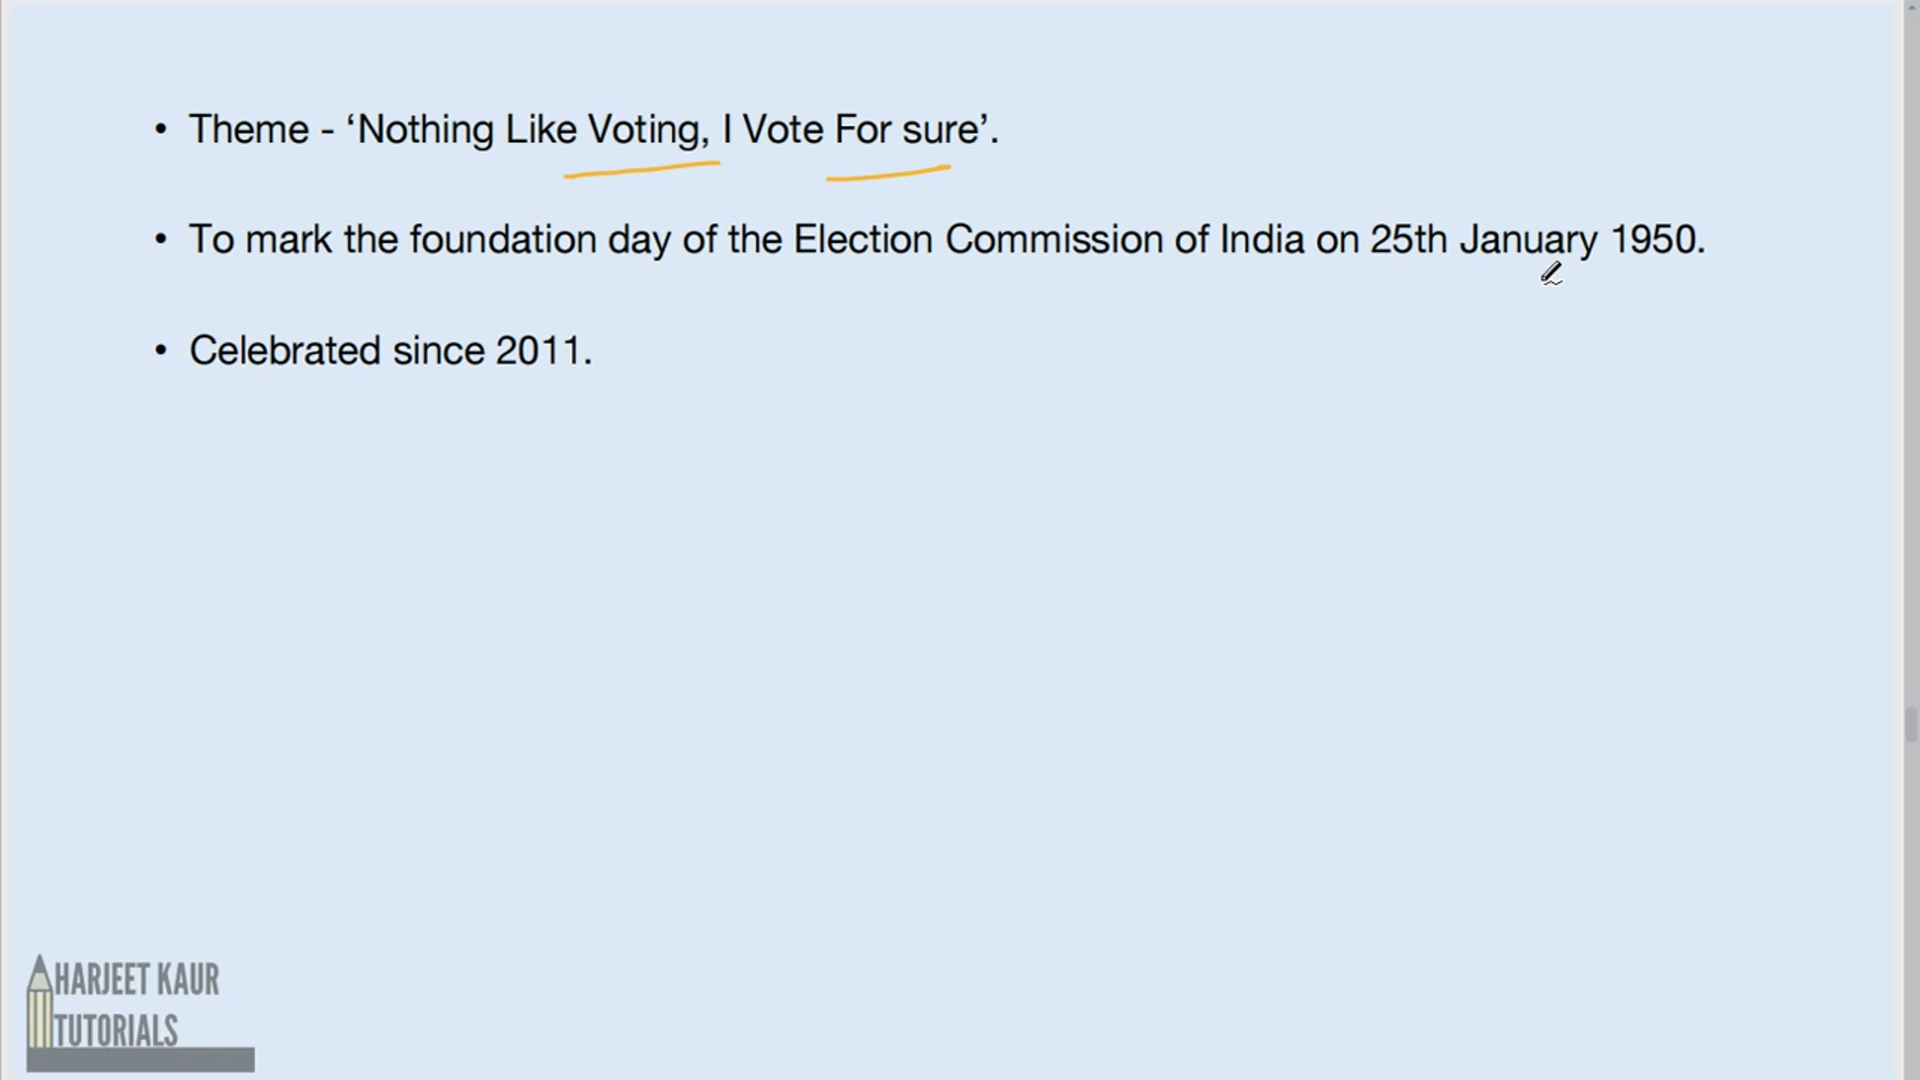 • Theme - ‘Nothing Like Voting, I Vote For sure’.
• To mark the foundation day of the Election Commission of India on 25th January 1950.
• Celebrated since 2011.
HARJEET KAUR
TUTORIALS